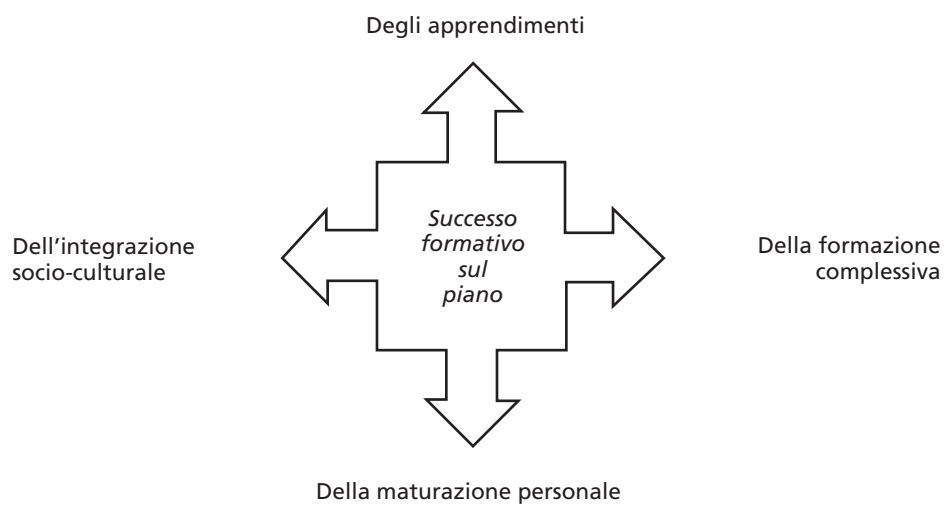 Degli apprendimenti
Successo
formativo
sul
piano
Dell'integrazione
socio-culturale
Della formazione
complessiva
Della maturazione personale